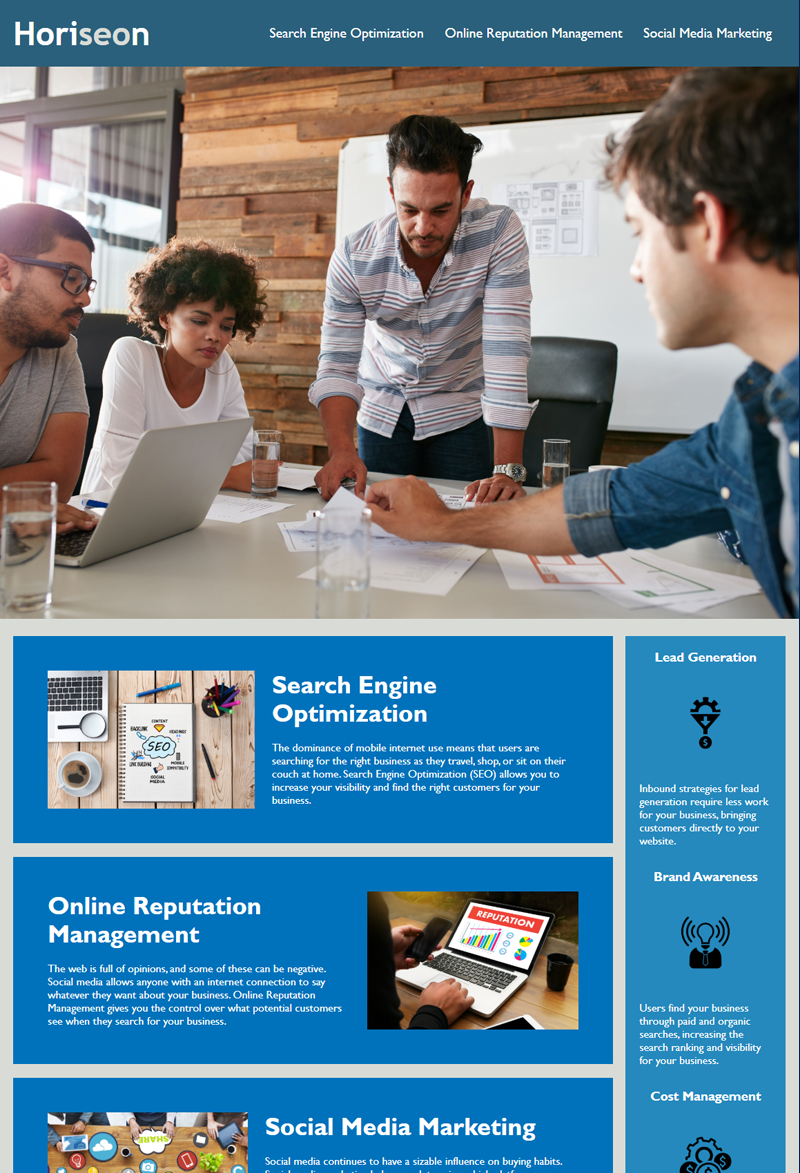 Horiseon
Search Engine Optimization
Online Reputation Management
Social Media Marketing
CONTENT
BACKLINK
HEADINGS
SEO
LINK BUILDING
MOBILE
COMPATIBILITY
SOCIAL
MEDIA
Search Engine
Optimization
The dominance of mobile internet use means that users are
searching for the right business as they travel, shop, or sit on their
couch at home. Search Engine Optimization (SEO) allows you to
increase your visibility and find the right customers for your
business.
Online Reputation
Management
The web is full of opinions, and some of these can be negative.
Social media allows anyone with an internet connection to say
whatever they want about your business. Online Reputation
Management gives you the control over what potential customers
see when they search for your business.
REPUTATION
SHARE
Social Media Marketing
Social media continues to have a sizable influence on buying habits.
Lead Generation
$
Inbound strategies for lead
generation require less work
for your business, bringing
customers directly to your
website.
Brand Awareness
Users find your business
through paid and organic
searches, increasing the
search ranking and visibility
for your business.
Cost Management
$ $